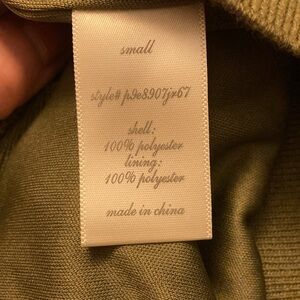 small
style# p9e8907jr67
shell:
100% polyester
lining:
100% polyester
made in china